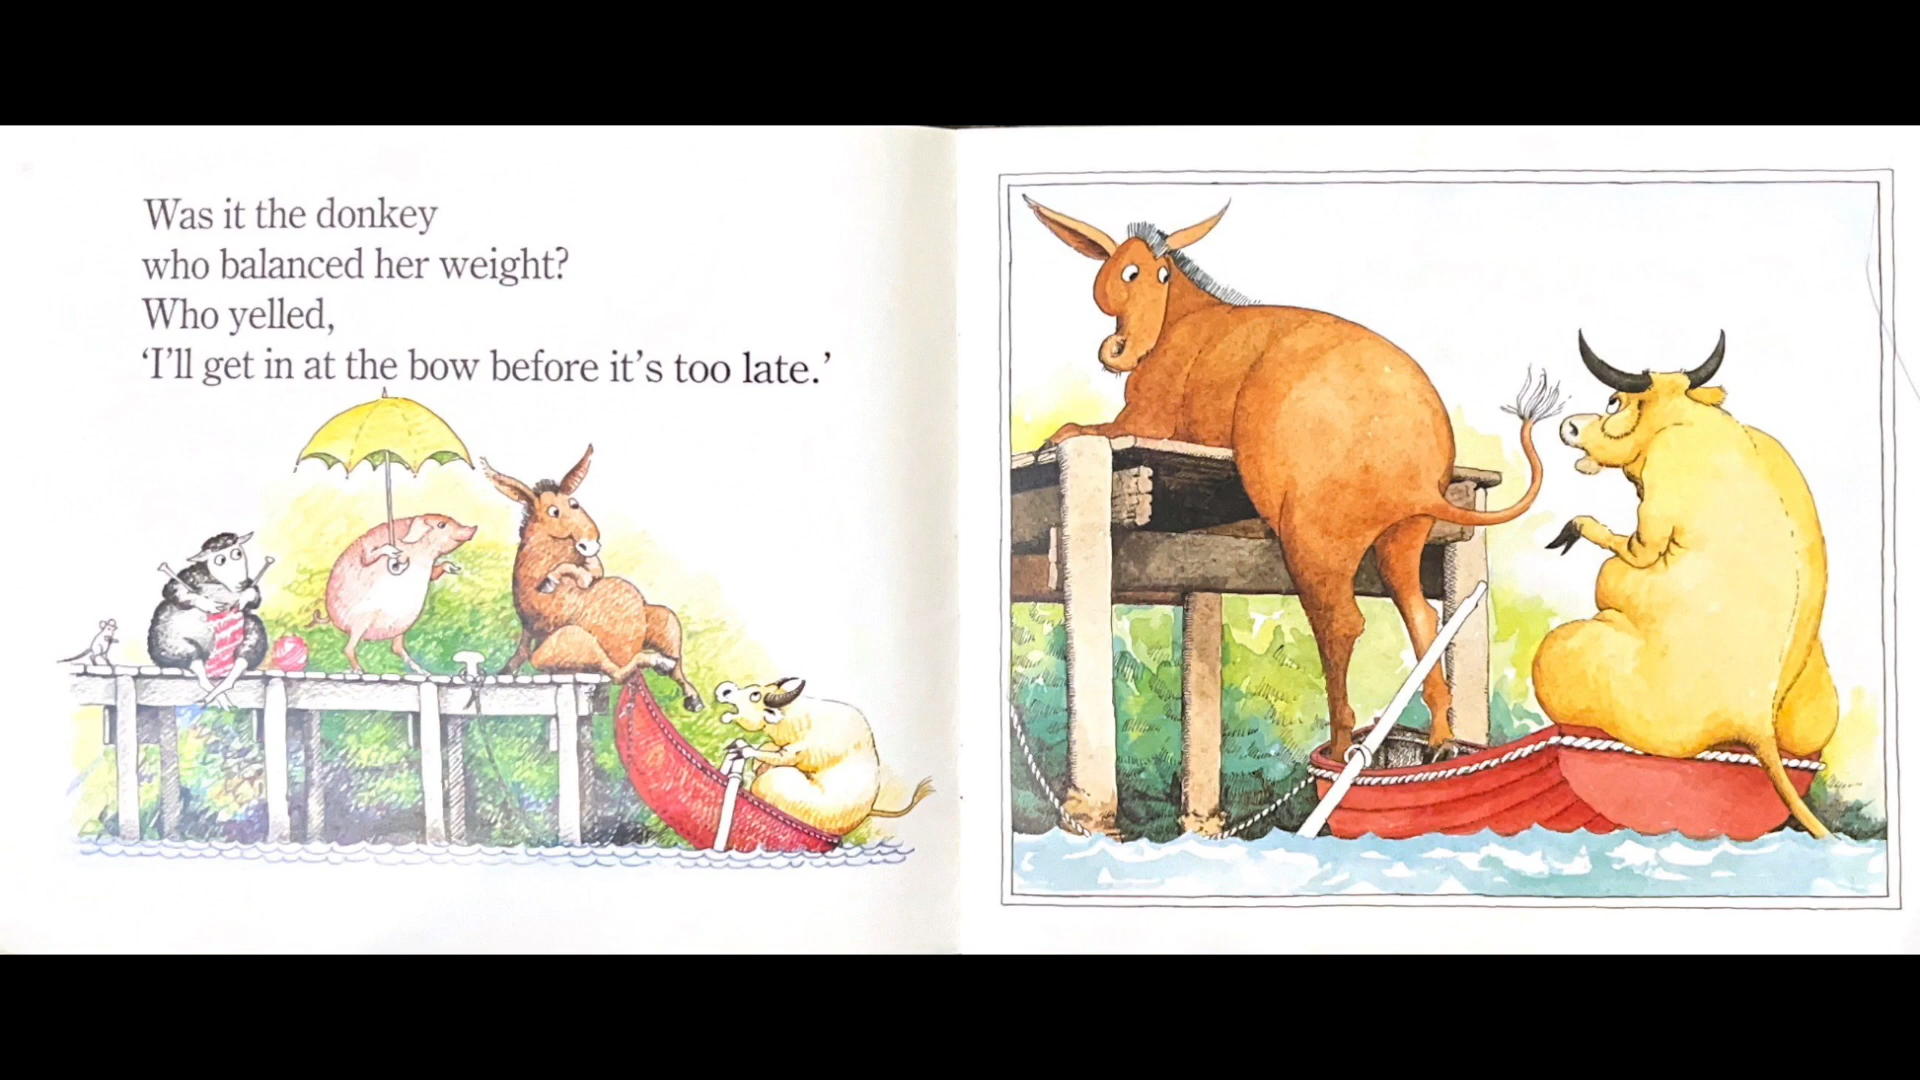 Was it the donkey
who balanced her weight?
Who yelled,
‘I’ll get in at the bow before it’s too late.’